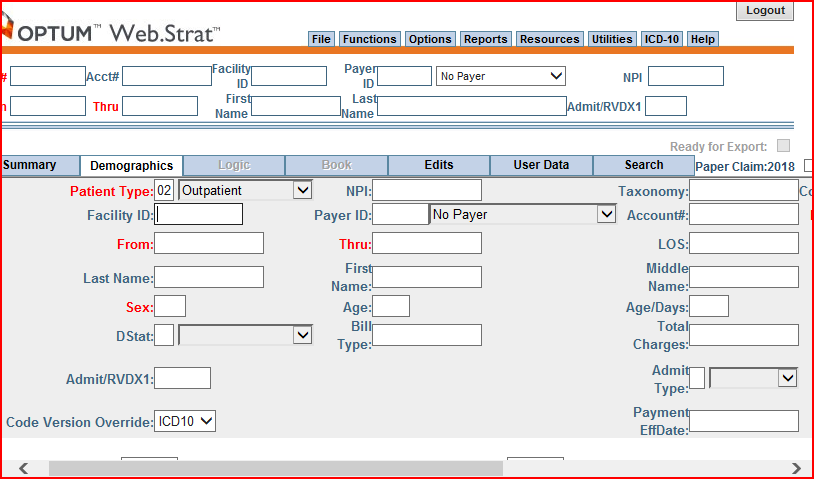 Logout
OPTUM™ Web.Strat™
File Functions Options Reports Resources Utilities ICD-10 Help
# Acct# Facility ID Payer ID No Payer NPI
Thru First Name Last Name Admit/RVDX1
Ready for Export:
Summary Demographics Logic Book Edits User Data Search Paper Claim:2018
Patient Type: 02 Outpatient NPI: Taxonomy: Co
Facility ID: Payer ID: No Payer Account#:
From: Thru: LOS:
Last Name: First Name: Middle Name:
Sex: Age: Age/Days:
DStat: Bill Type: Total Charges:
Admit/RVDX1: Admit Type:
Code Version Override: ICD10 Payment EffDate: